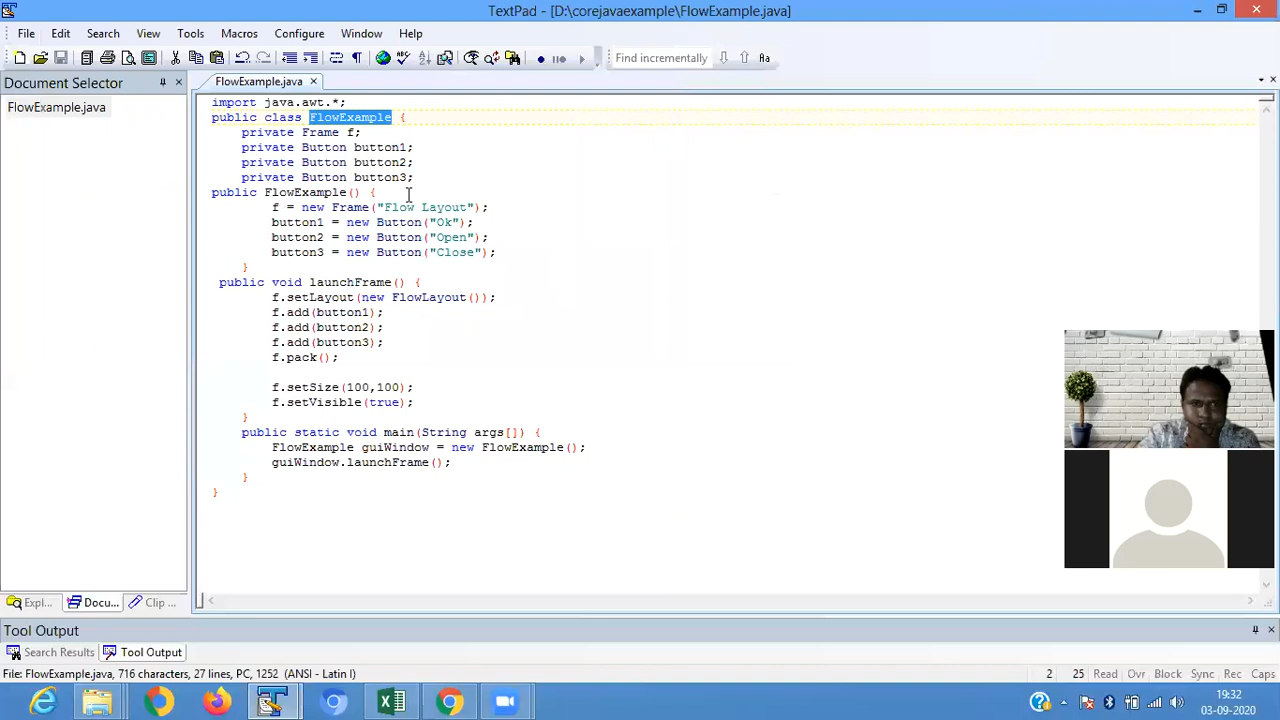 TextPad - [D:\corejavaexample\FlowExample.java]
File Edit Search View Tools Macros Configure Window Help
Find incrementally
Document Selector
FlowExample.java
FlowExample.java
import java.awt.*;
public class FlowExample {
    private Frame f;
    private Button button1;
    private Button button2;
    private Button button3;
public FlowExample() {
        f = new Frame("Flow Layout");
        button1 = new Button("Ok");
        button2 = new Button("Open");
        button3 = new Button("Close");
    }
 public void launchFrame() {
        f.setLayout(new FlowLayout());
        f.add(button1);
        f.add(button2);
        f.add(button3);
        f.pack();
        f.setSize(100,100);
        f.setVisible(true);
    }
    public static void main(String args[]) {
        FlowExample guiWindow = new FlowExample();
        guiWindow.launchFrame();
    }
}
Expl... Docu... Clip ...
Tool Output
Search Results Tool Output
File: FlowExample.java, 716 characters, 27 lines, PC, 1252 (ANSI - Latin I) 2 25 Read Ovr Block Sync Rec Caps
19:32
03-09-2020